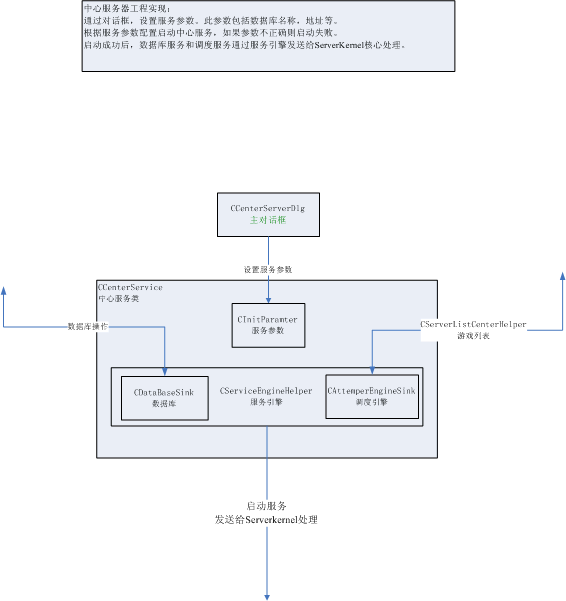 中心服务器工程实现:
通过对话框，设置服务参数。此参数包括数据库名称，地址等。
根据服务参数配置启动中心服务，如果参数不正确则启动失败。
启动成功后，数据库服务和调度服务通过服务引擎发送给ServerKernel核心处理。
CCenterServerDlg
主对话框
设置服务参数
CCenterService
中心服务类
CInitParamter
服务参数
数据库操作
CServerListCenterHelper
游戏列表
CDataBaseSink
数据库
CServiceEngineHelper
服务引擎
CAttemperEngineSink
调度引擎
启动服务
发送给Serverkernel处理